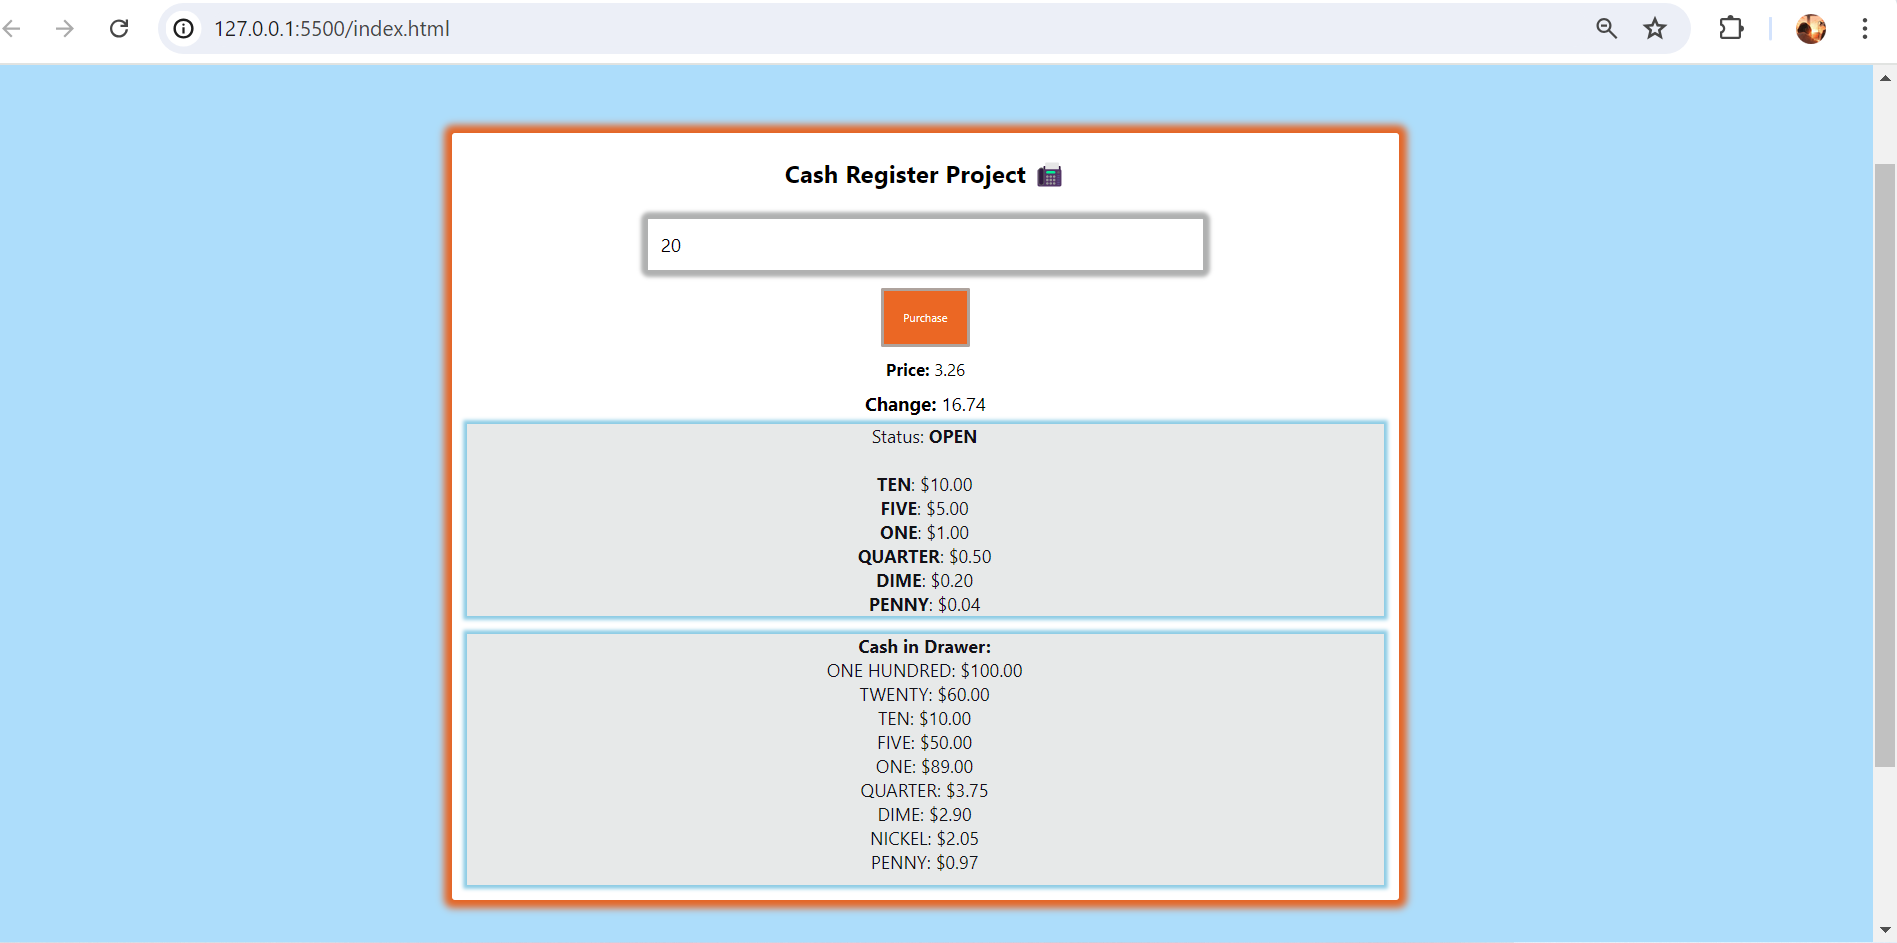 127.0.0.1:5500/index.html
Cash Register Project
20
Purchase
Price: 3.26
Change: 16.74
Status: OPEN
TEN: $10.00
FIVE: $5.00
ONE: $1.00
QUARTER: $0.50
DIME: $0.20
PENNY: $0.04
Cash in Drawer:
ONE HUNDRED: $100.00
TWENTY: $60.00
TEN: $10.00
FIVE: $50.00
ONE: $89.00
QUARTER: $3.75
DIME: $2.90
NICKEL: $2.05
PENNY: $0.97